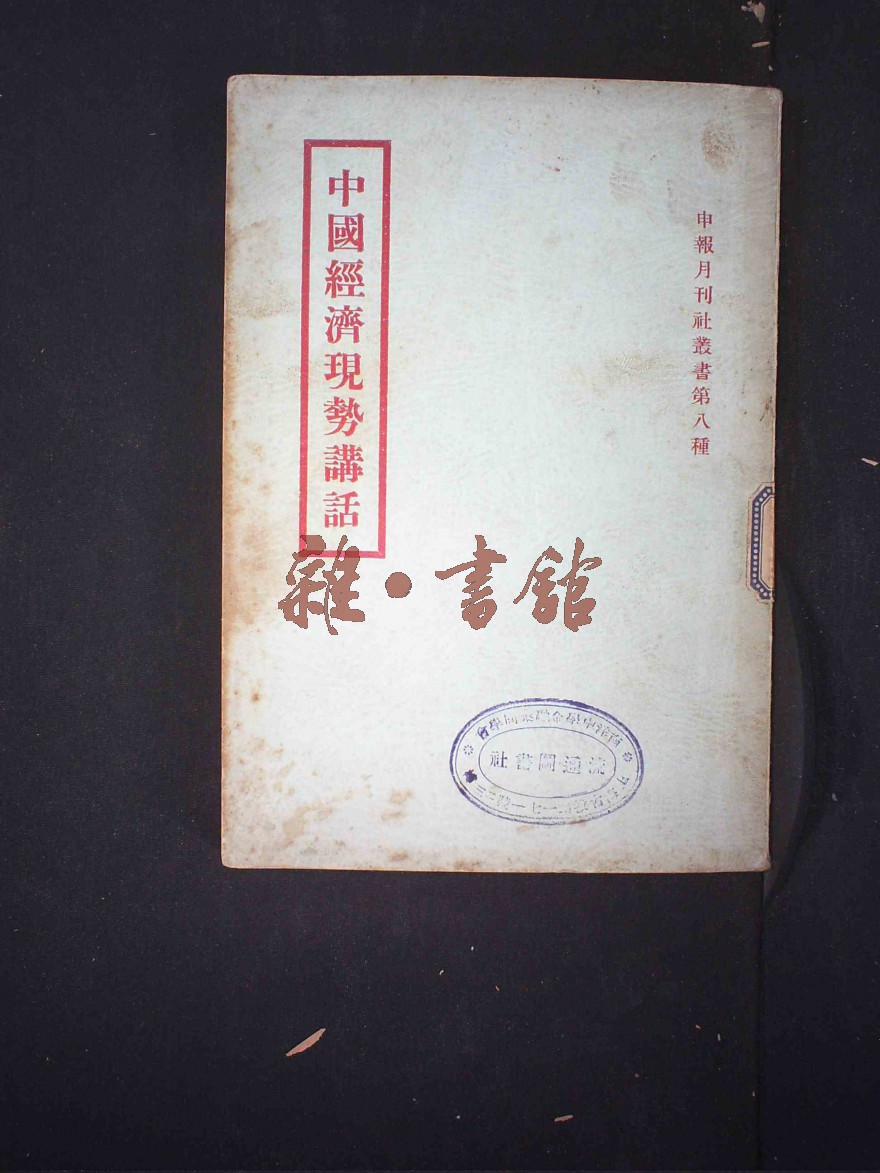 申報月刊社叢書第八種
中國經濟現勢講話
雜·書館
流通圖書社